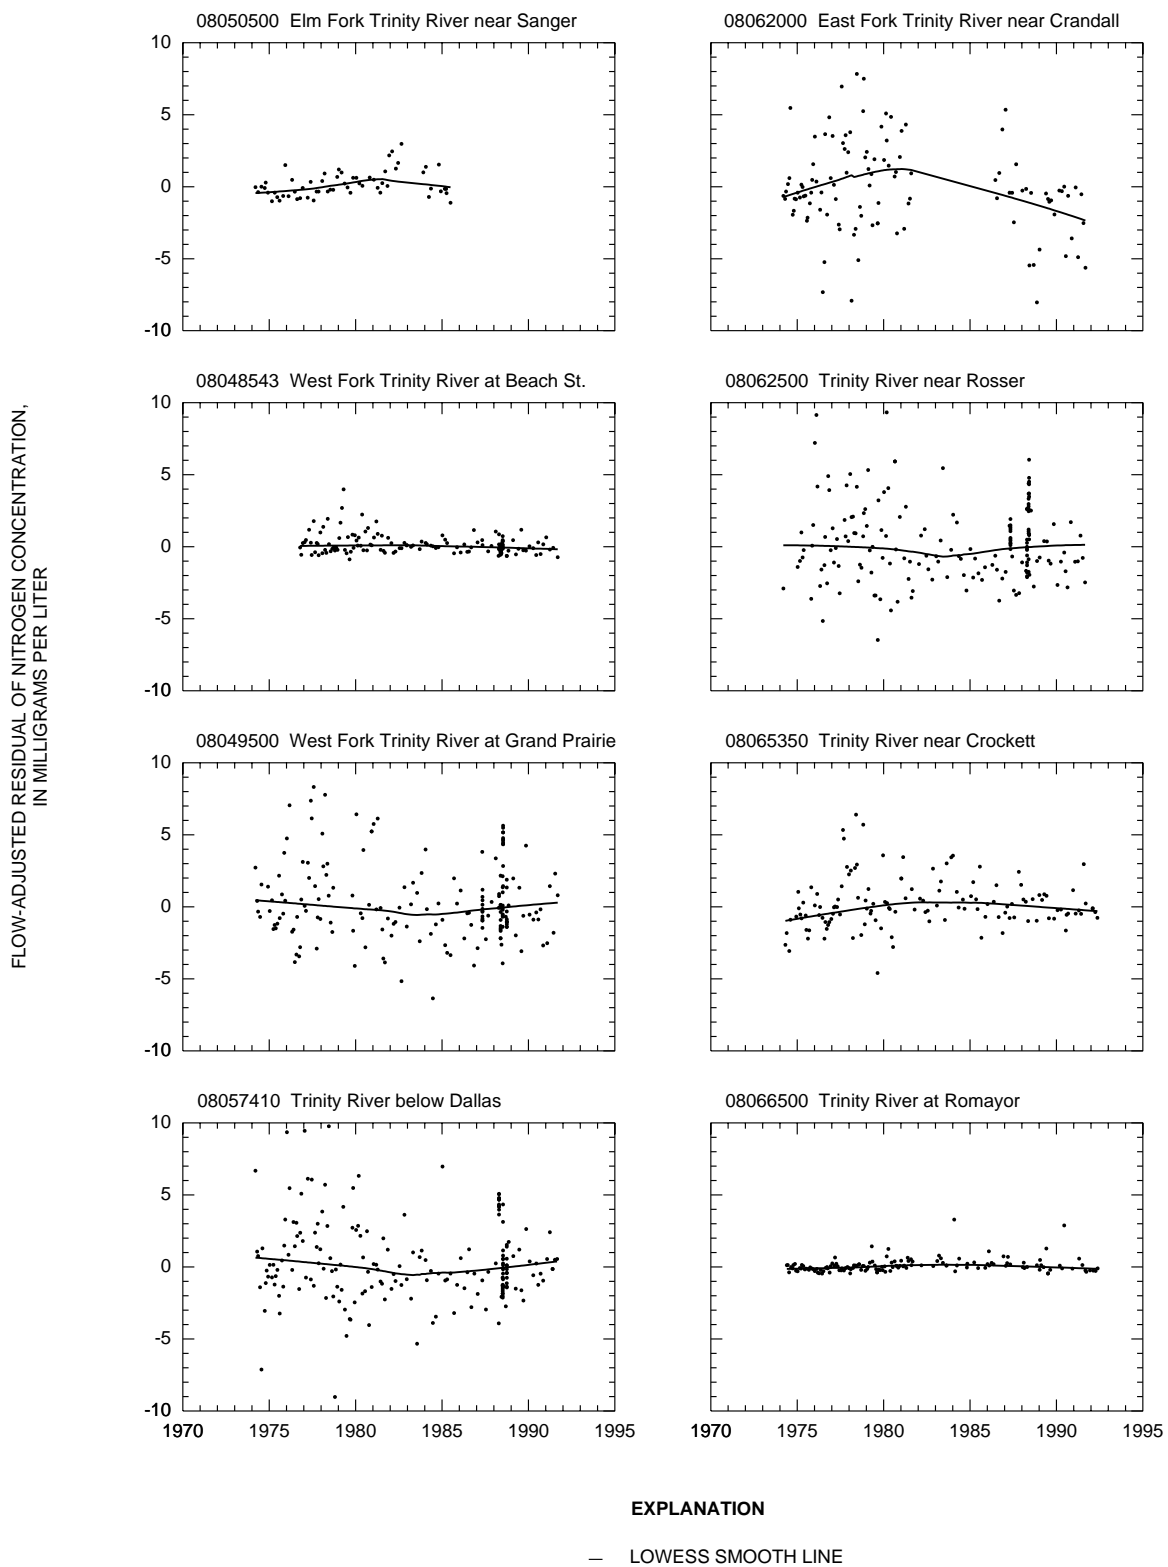 08050500 Elm Fork Trinity River near Sanger
08062000 East Fork Trinity River near Crandall
10
5
0
-5
-10
08048543 West Fork Trinity River at Beach St.
08062500 Trinity River near Rosser
10
5
0
-5
-10
FLOW-ADJUSTED RESIDUAL OF NITROGEN CONCENTRATION,
IN MILLIGRAMS PER LITER
08049500 West Fork Trinity River at Grand Prairie
08065350 Trinity River near Crockett
10
5
0
-5
-10
08057410 Trinity River below Dallas
08066500 Trinity River at Romayor
10
5
0
-5
-10
1970 1975 1980 1985 1990 1995
1970 1975 1980 1985 1990 1995
EXPLANATION
LOWESS SMOOTH LINE